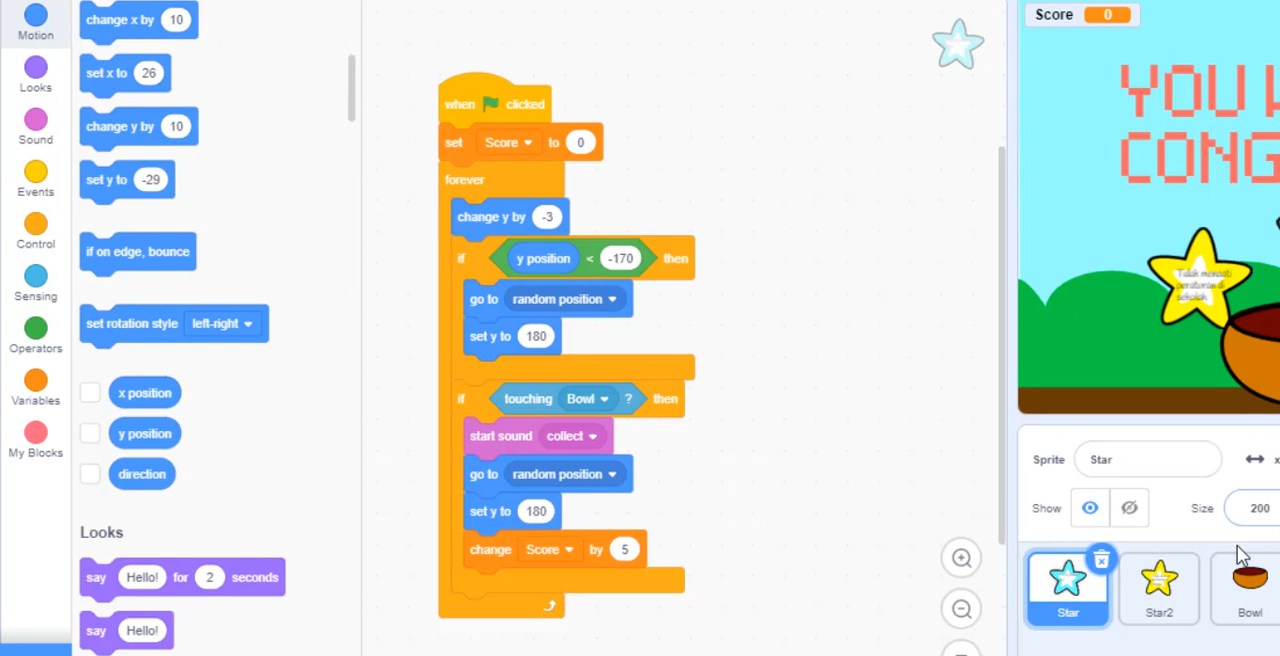 Motion
Looks
Sound
Events
Control
Sensing
Operators
Variables
My Blocks
change x by 10
set x to 26
change y by 10
set y to -29
if on edge, bounce
set rotation style left-right
x position
y position
direction
Looks
say Hello! for 2 seconds
say Hello!
when clicked
set Score to 0
forever
change y by -3
if y position < -170 then
go to random position
set y to 180
if touching Bowl ? then
start sound collect
go to random position
set y to 180
change Score by 5
Score 0
YOU
CONG
Tidak menaati
peraturan di
sekolah
Sprite Star x
Show Size 200
Star
Star2
Bowl